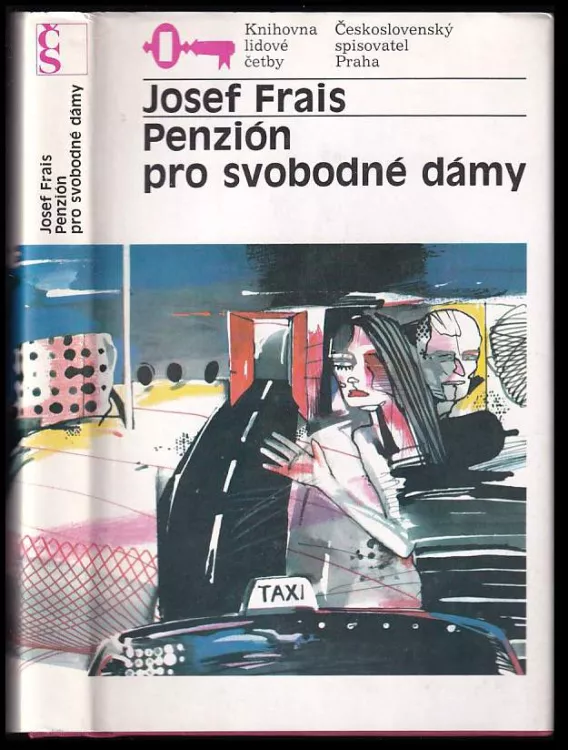 ČS
Josef Frais
Penzión
pro svobodné dámy
Knihovna
lidové
četby
Československý
spisovatel
Praha
Josef Frais
Penzión
pro svobodné dámy
TAXI